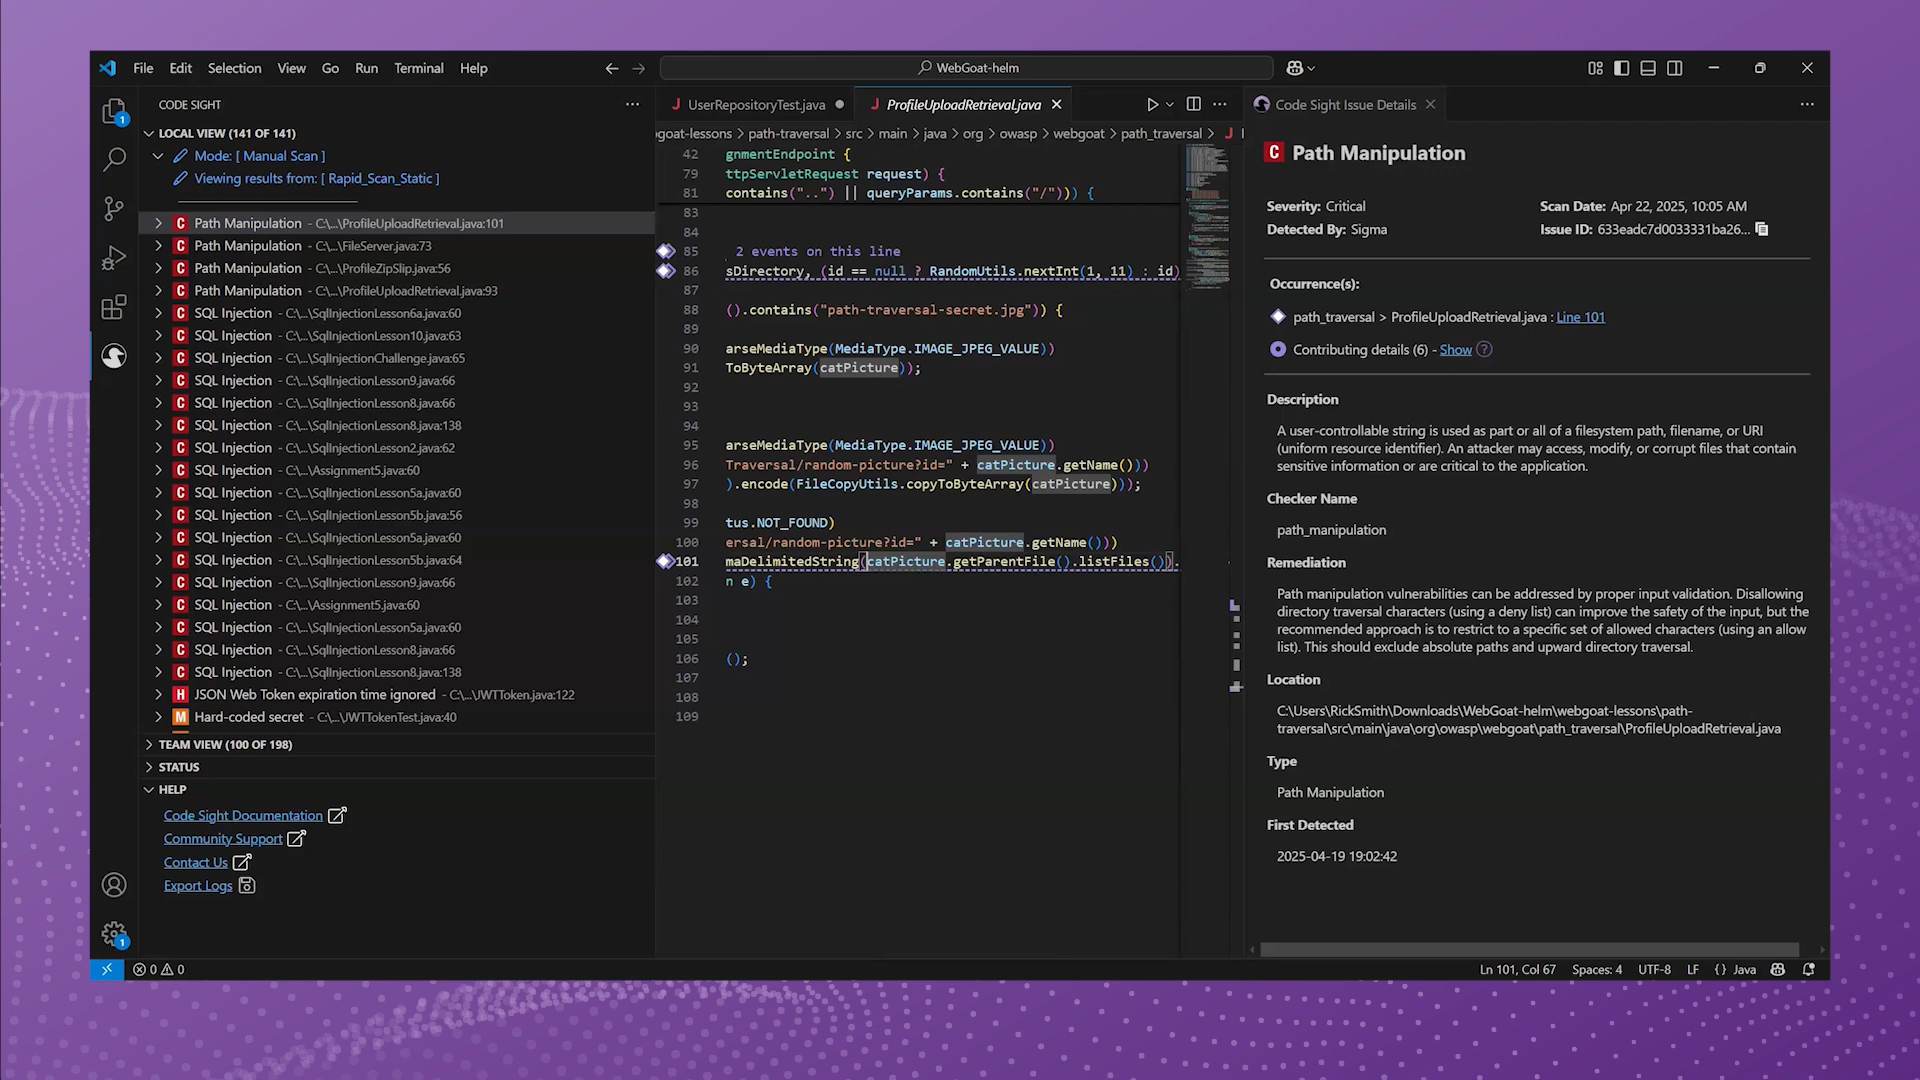 File Edit Selection View Go Run Terminal Help
WebGoat-helm
CODE SIGHT
LOCAL VIEW (141 OF 141)
Mode: [ Manual Scan ]
Viewing results from: [ Rapid_Scan_Static ]
C Path Manipulation - C:\...\ProfileUploadRetrieval.java:101
C Path Manipulation - C:\...\FileServer.java:73
C Path Manipulation - C:\...\ProfileZipSlip.java:56
C Path Manipulation - C:\...\ProfileUploadRetrieval.java:93
C SQL Injection - C:\...\SqlInjectionLesson6a.java:60
C SQL Injection - C:\...\SqlInjectionLesson10.java:63
C SQL Injection - C:\...\SqlInjectionChallenge.java:65
C SQL Injection - C:\...\SqlInjectionLesson9.java:66
C SQL Injection - C:\...\SqlInjectionLesson8.java:66
C SQL Injection - C:\...\SqlInjectionLesson8.java:138
C SQL Injection - C:\...\SqlInjectionLesson2.java:62
C SQL Injection - C:\...\Assignment5.java:60
C SQL Injection - C:\...\SqlInjectionLesson5a.java:60
C SQL Injection - C:\...\SqlInjectionLesson5b.java:56
C SQL Injection - C:\...\SqlInjectionLesson5a.java:60
C SQL Injection - C:\...\SqlInjectionLesson5b.java:64
C SQL Injection - C:\...\SqlInjectionLesson9.java:66
C SQL Injection - C:\...\Assignment5.java:60
C SQL Injection - C:\...\SqlInjectionLesson5a.java:60
C SQL Injection - C:\...\SqlInjectionLesson8.java:66
C SQL Injection - C:\...\SqlInjectionLesson8.java:138
H JSON Web Token expiration time ignored - C:\...\JWTToken.java:122
M Hard-coded secret - C:\...\JWTTokenTest.java:40
TEAM VIEW (100 OF 198)
STATUS
HELP
Code Sight Documentation
Community Support
Contact Us
Export Logs
1
1
J UserRepositoryTest.java
J ProfileUploadRetrieval.java
goat-lessons > path-traversal > src > main > java > org > owasp > webgoat > path_traversal > J
42 gnmentEndpoint {
79 ttpServletRequest request) {
81 contains("..") || queryParams.contains("/"))) {
83
84
85 2 events on this line
86 sDirectory, (id == null ? RandomUtils.nextInt(1, 11) : id)
87
88 ().contains("path-traversal-secret.jpg")) {
89
90 arseMediaType(MediaType.IMAGE_JPEG_VALUE))
91 ToByteArray(catPicture));
92
93
94
95 arseMediaType(MediaType.IMAGE_JPEG_VALUE))
96 Traversal/random-picture?id=" + catPicture.getName()))
97 ).encode(FileCopyUtils.copyToByteArray(catPicture)));
98
99 tus.NOT_FOUND)
100 ersal/random-picture?id=" + catPicture.getName()))
101 maDelimitedString(catPicture.getParentFile().listFiles()).
102 n e) {
103
104
105
106 ();
107
108
109
Code Sight Issue Details
C Path Manipulation
Severity: Critical
Scan Date: Apr 22, 2025, 10:05 AM
Detected By: Sigma
Issue ID: 633eadc7d0033331ba26...
Occurrence(s):
path_traversal > ProfileUploadRetrieval.java : Line 101
Contributing details (6) - Show ?
Description
A user-controllable string is used as part or all of a filesystem path, filename, or URI
(uniform resource identifier). An attacker may access, modify, or corrupt files that contain
sensitive information or are critical to the application.
Checker Name
path_manipulation
Remediation
Path manipulation vulnerabilities can be addressed by proper input validation. Disallowing
directory traversal characters (using a deny list) can improve the safety of the input, but the
recommended approach is to restrict to a specific set of allowed characters (using an allow
list). This should exclude absolute paths and upward directory traversal.
Location
C:\Users\RickSmith\Downloads\WebGoat-helm\webgoat-lessons\path-
traversal\src\main\java\org\owasp\webgoat\path_traversal\ProfileUploadRetrieval.java
Type
Path Manipulation
First Detected
2025-04-19 19:02:42
0 0
Ln 101, Col 67 Spaces: 4 UTF-8 LF {} Java